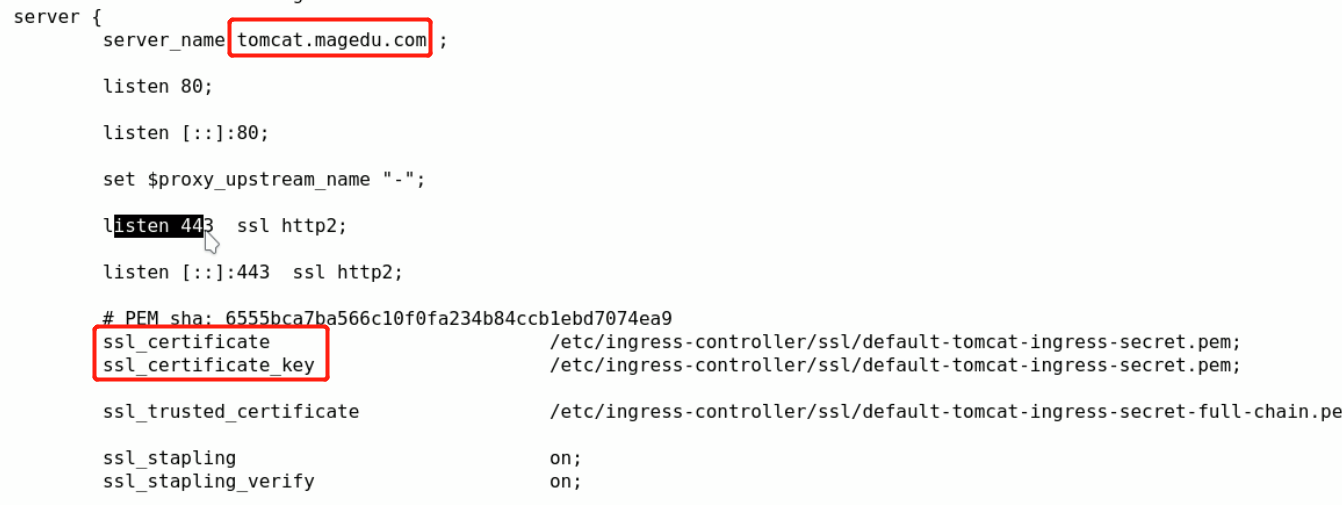 server {
server_name tomcat.magedu.com ;
listen 80;
listen [::]:80;
set $proxy_upstream_name "-";
listen 443  ssl http2;
listen [::]:443  ssl http2;
# PEM sha: 6555bca7ba566c10f0fa234b84ccb1ebd7074ea9
ssl_certificate                         /etc/ingress-controller/ssl/default-tomcat-ingress-secret.pem;
ssl_certificate_key                     /etc/ingress-controller/ssl/default-tomcat-ingress-secret.pem;
ssl_trusted_certificate                 /etc/ingress-controller/ssl/default-tomcat-ingress-secret-full-chain.pe
ssl_stapling                            on;
ssl_stapling_verify                     on;